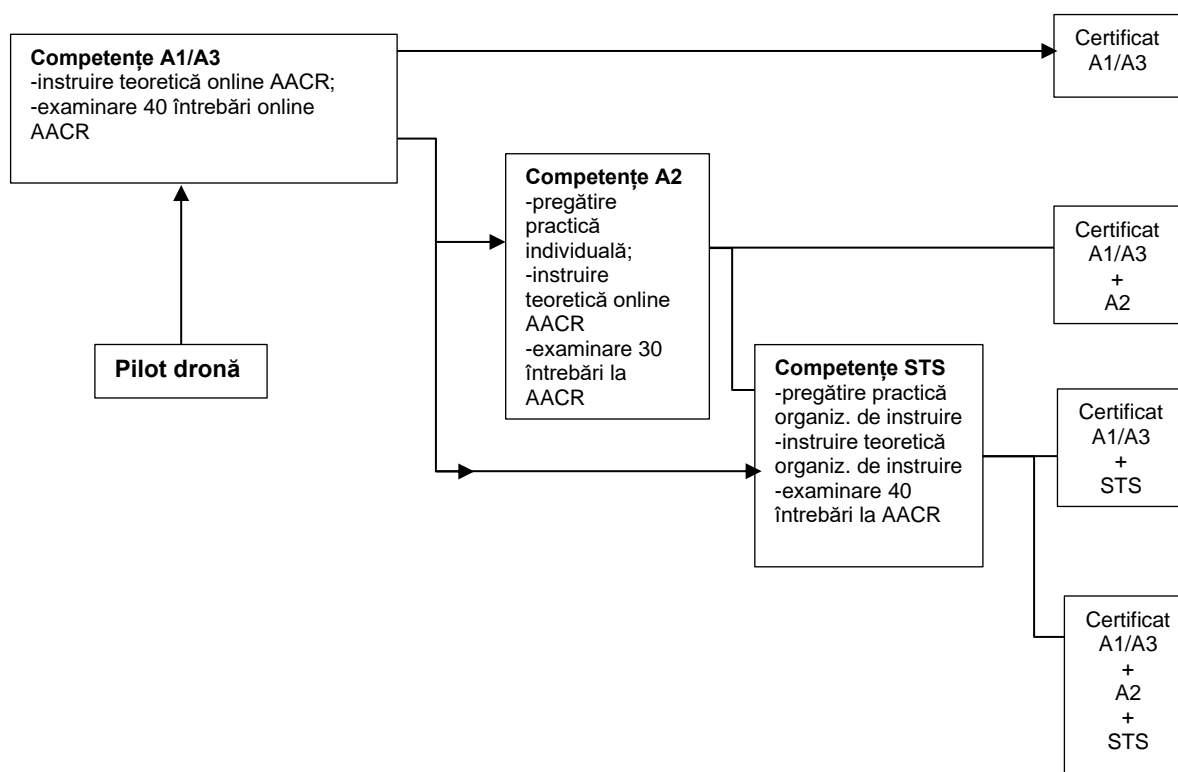 Competențe A1/A3
-instruire teoretică online AACR;
-examinare 40 întrebări online
AACR
Certificat
A1/A3
Competențe A2
-pregătire
practică
individuală;
-instruire
teoretică online
AACR
-examinare 30
întrebări la
AACR
Certificat
A1/A3
+
A2
Pilot dronă
Competențe STS
-pregătire practică
organiz. de instruire
-instruire teoretică
organiz. de instruire
-examinare 40
întrebări la AACR
Certificat
A1/A3
+
STS
Certificat
A1/A3
+
A2
+
STS